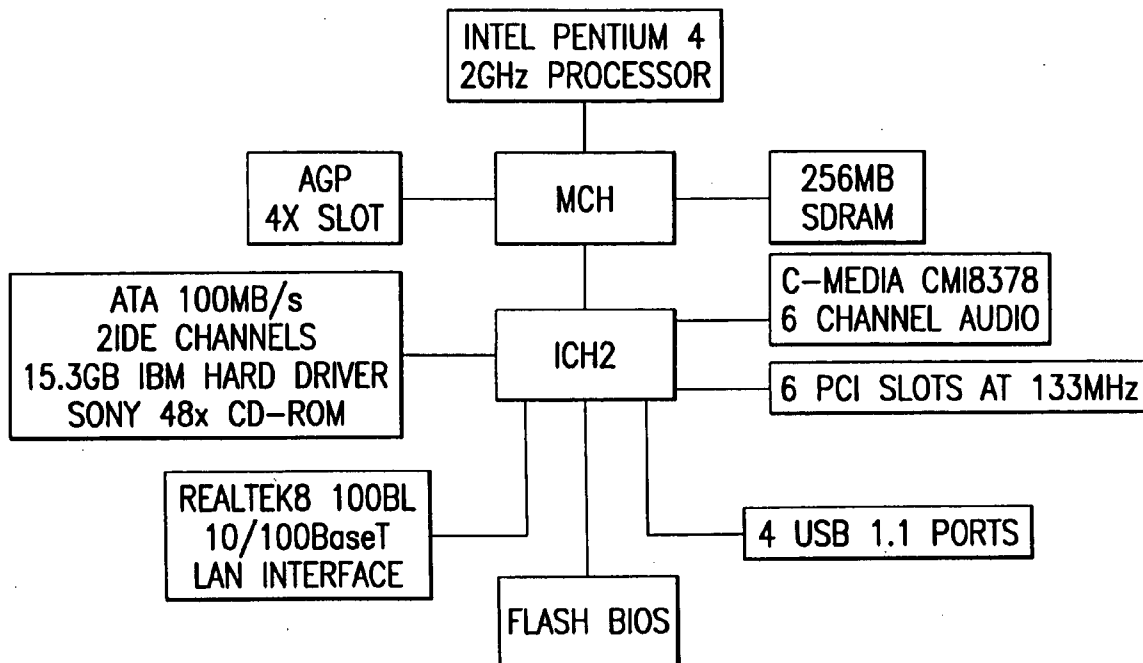 INTEL PENTIUM 4
2GHz PROCESSOR
AGP
4X SLOT
MCH
256MB
SDRAM
ATA 100MB/s
2IDE CHANNELS
15.3GB IBM HARD DRIVER
SONY 48x CD-ROM
ICH2
C-MEDIA CMI8378
6 CHANNEL AUDIO
6 PCI SLOTS AT 133MHz
REALTEK8 100BL
10/100BaseT
LAN INTERFACE
4 USB 1.1 PORTS
FLASH BIOS